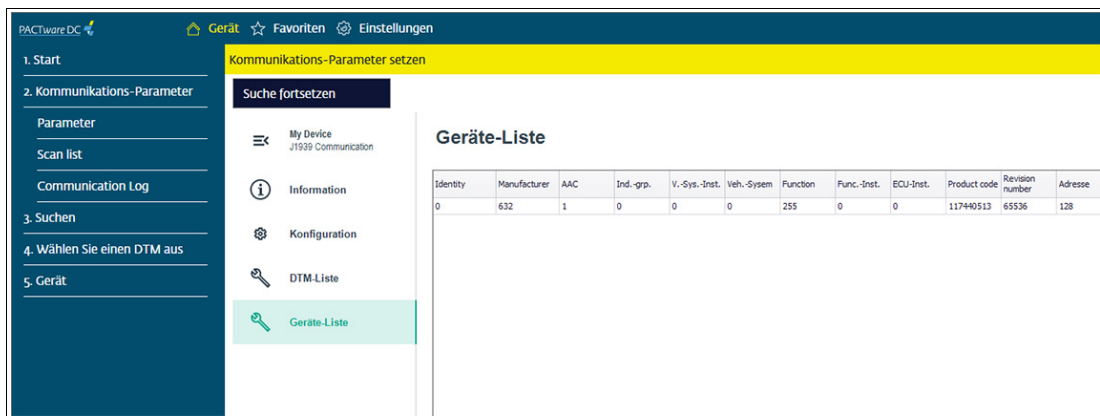 PACTware DC Gerät Favoriten Einstellungen
1. Start
2. Kommunikations-Parameter
Parameter
Scan list
Communication Log
3. Suchen
4. Wählen Sie einen DTM aus
5. Gerät
Kommunikations-Parameter setzen
Suche fortsetzen
My Device
J1939 Communication
Information
Konfiguration
DTM-Liste
Geräte-Liste
Geräte-Liste
Identity Manufacturer AAC Ind.-grp. V.-Sys.-Inst. Veh.-Sysem Function Func.-Inst. ECU-Inst. Product code Revision number Adresse
0 632 1 0 0 0 255 0 0 117440513 65536 128